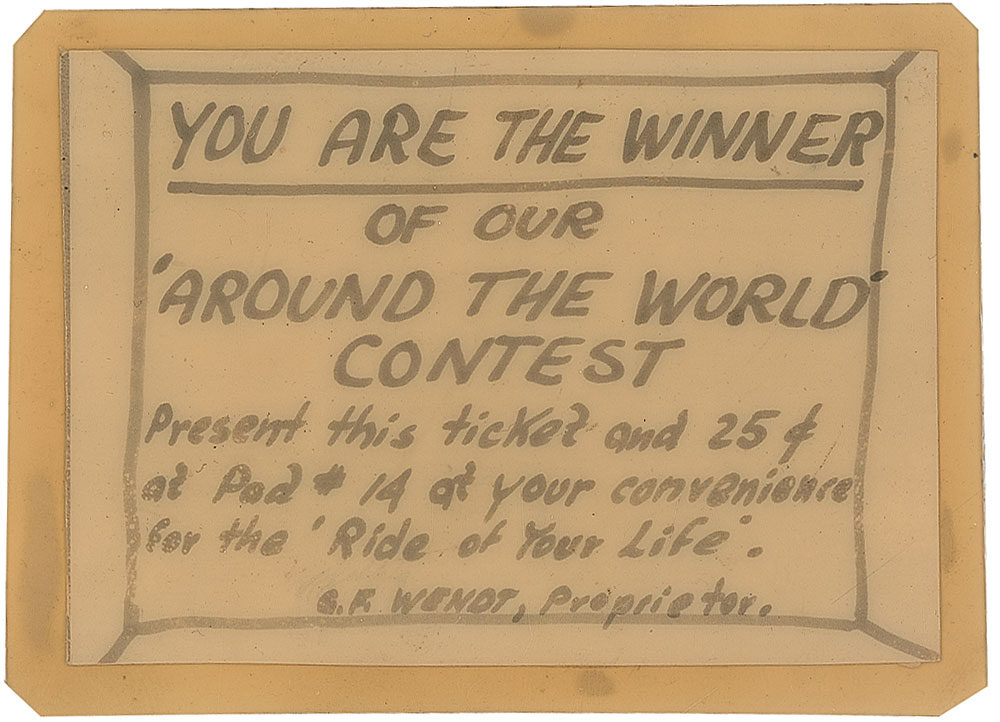 YOU ARE THE WINNER
OF OUR
'AROUND THE WORLD'
CONTEST
Present this ticket and 25¢
at Pad # 14 at your convenience
for the 'Ride of Your Life'.
G.F. WENDT, Proprietor.